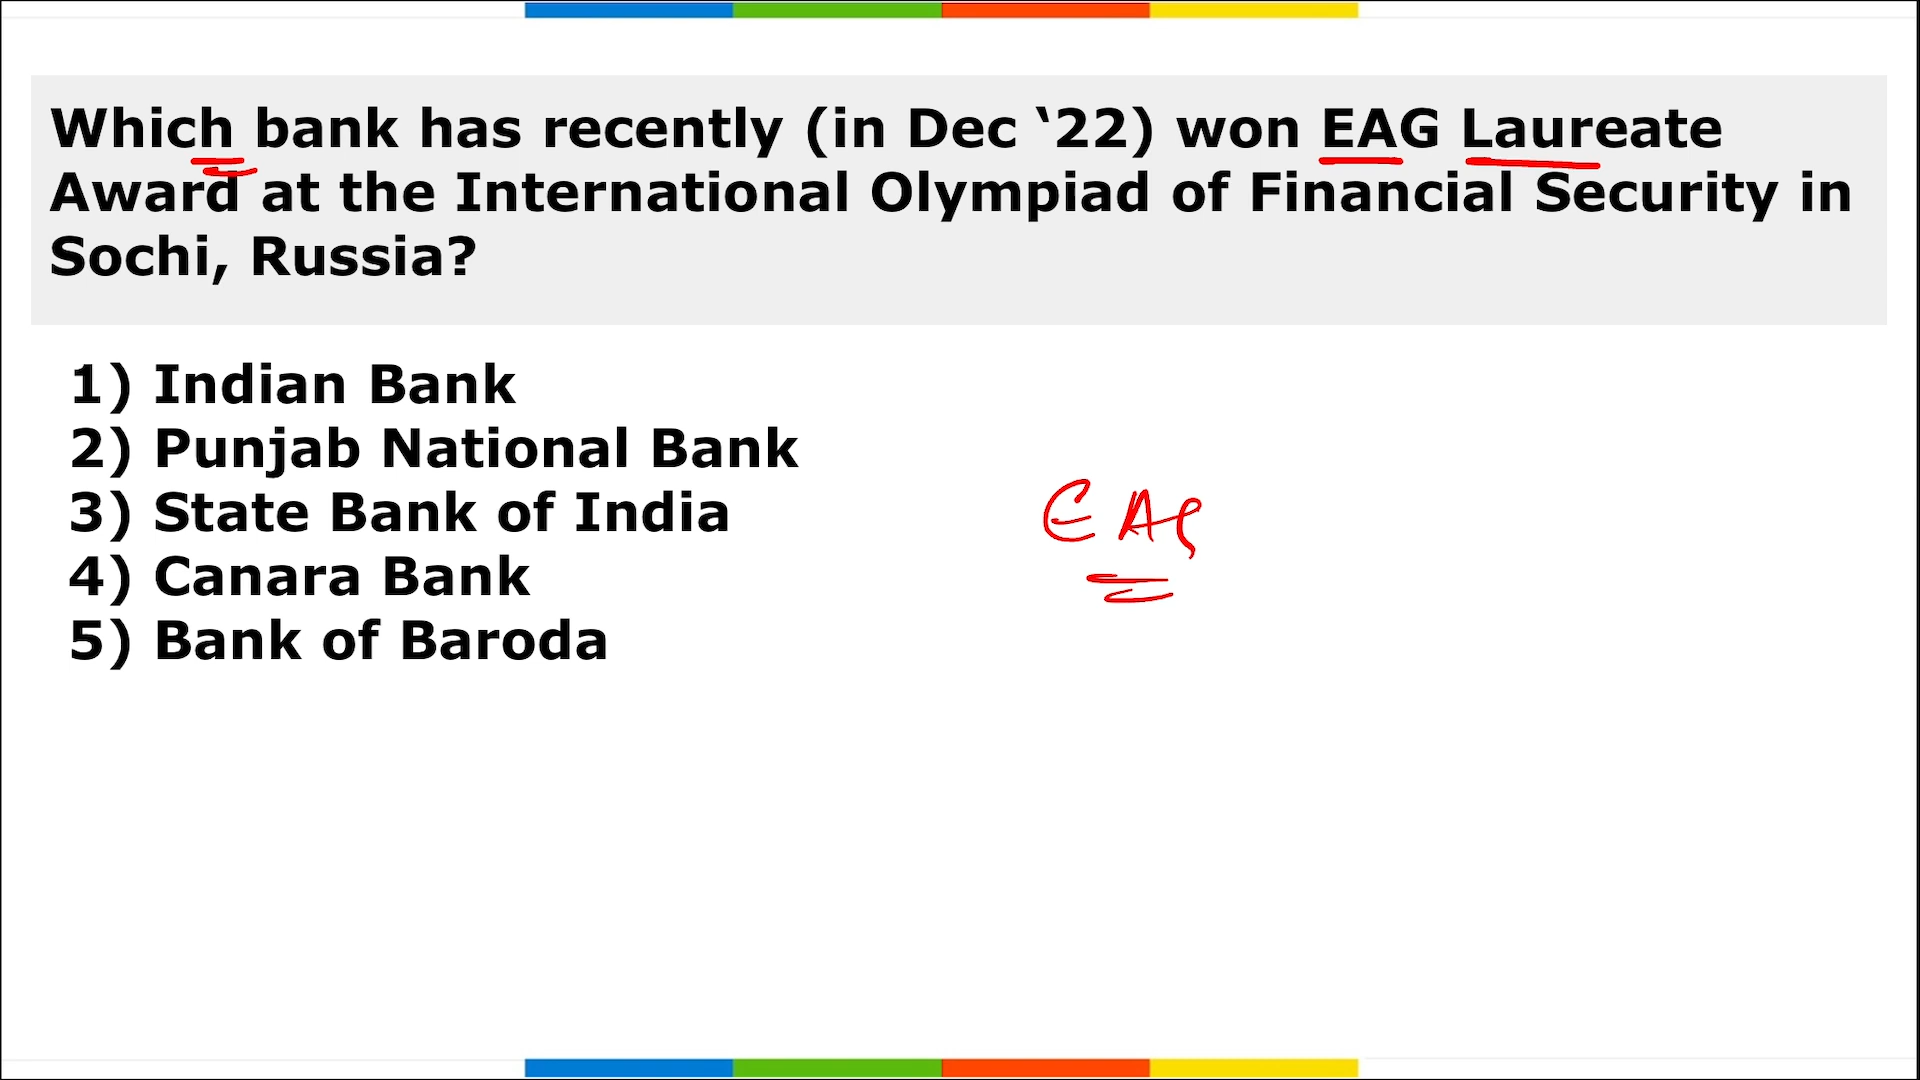 Which bank has recently (in Dec ‘22) won EAG Laureate
Award at the International Olympiad of Financial Security in
Sochi, Russia?
1) Indian Bank
2) Punjab National Bank
3) State Bank of India
4) Canara Bank
5) Bank of Baroda
EAG